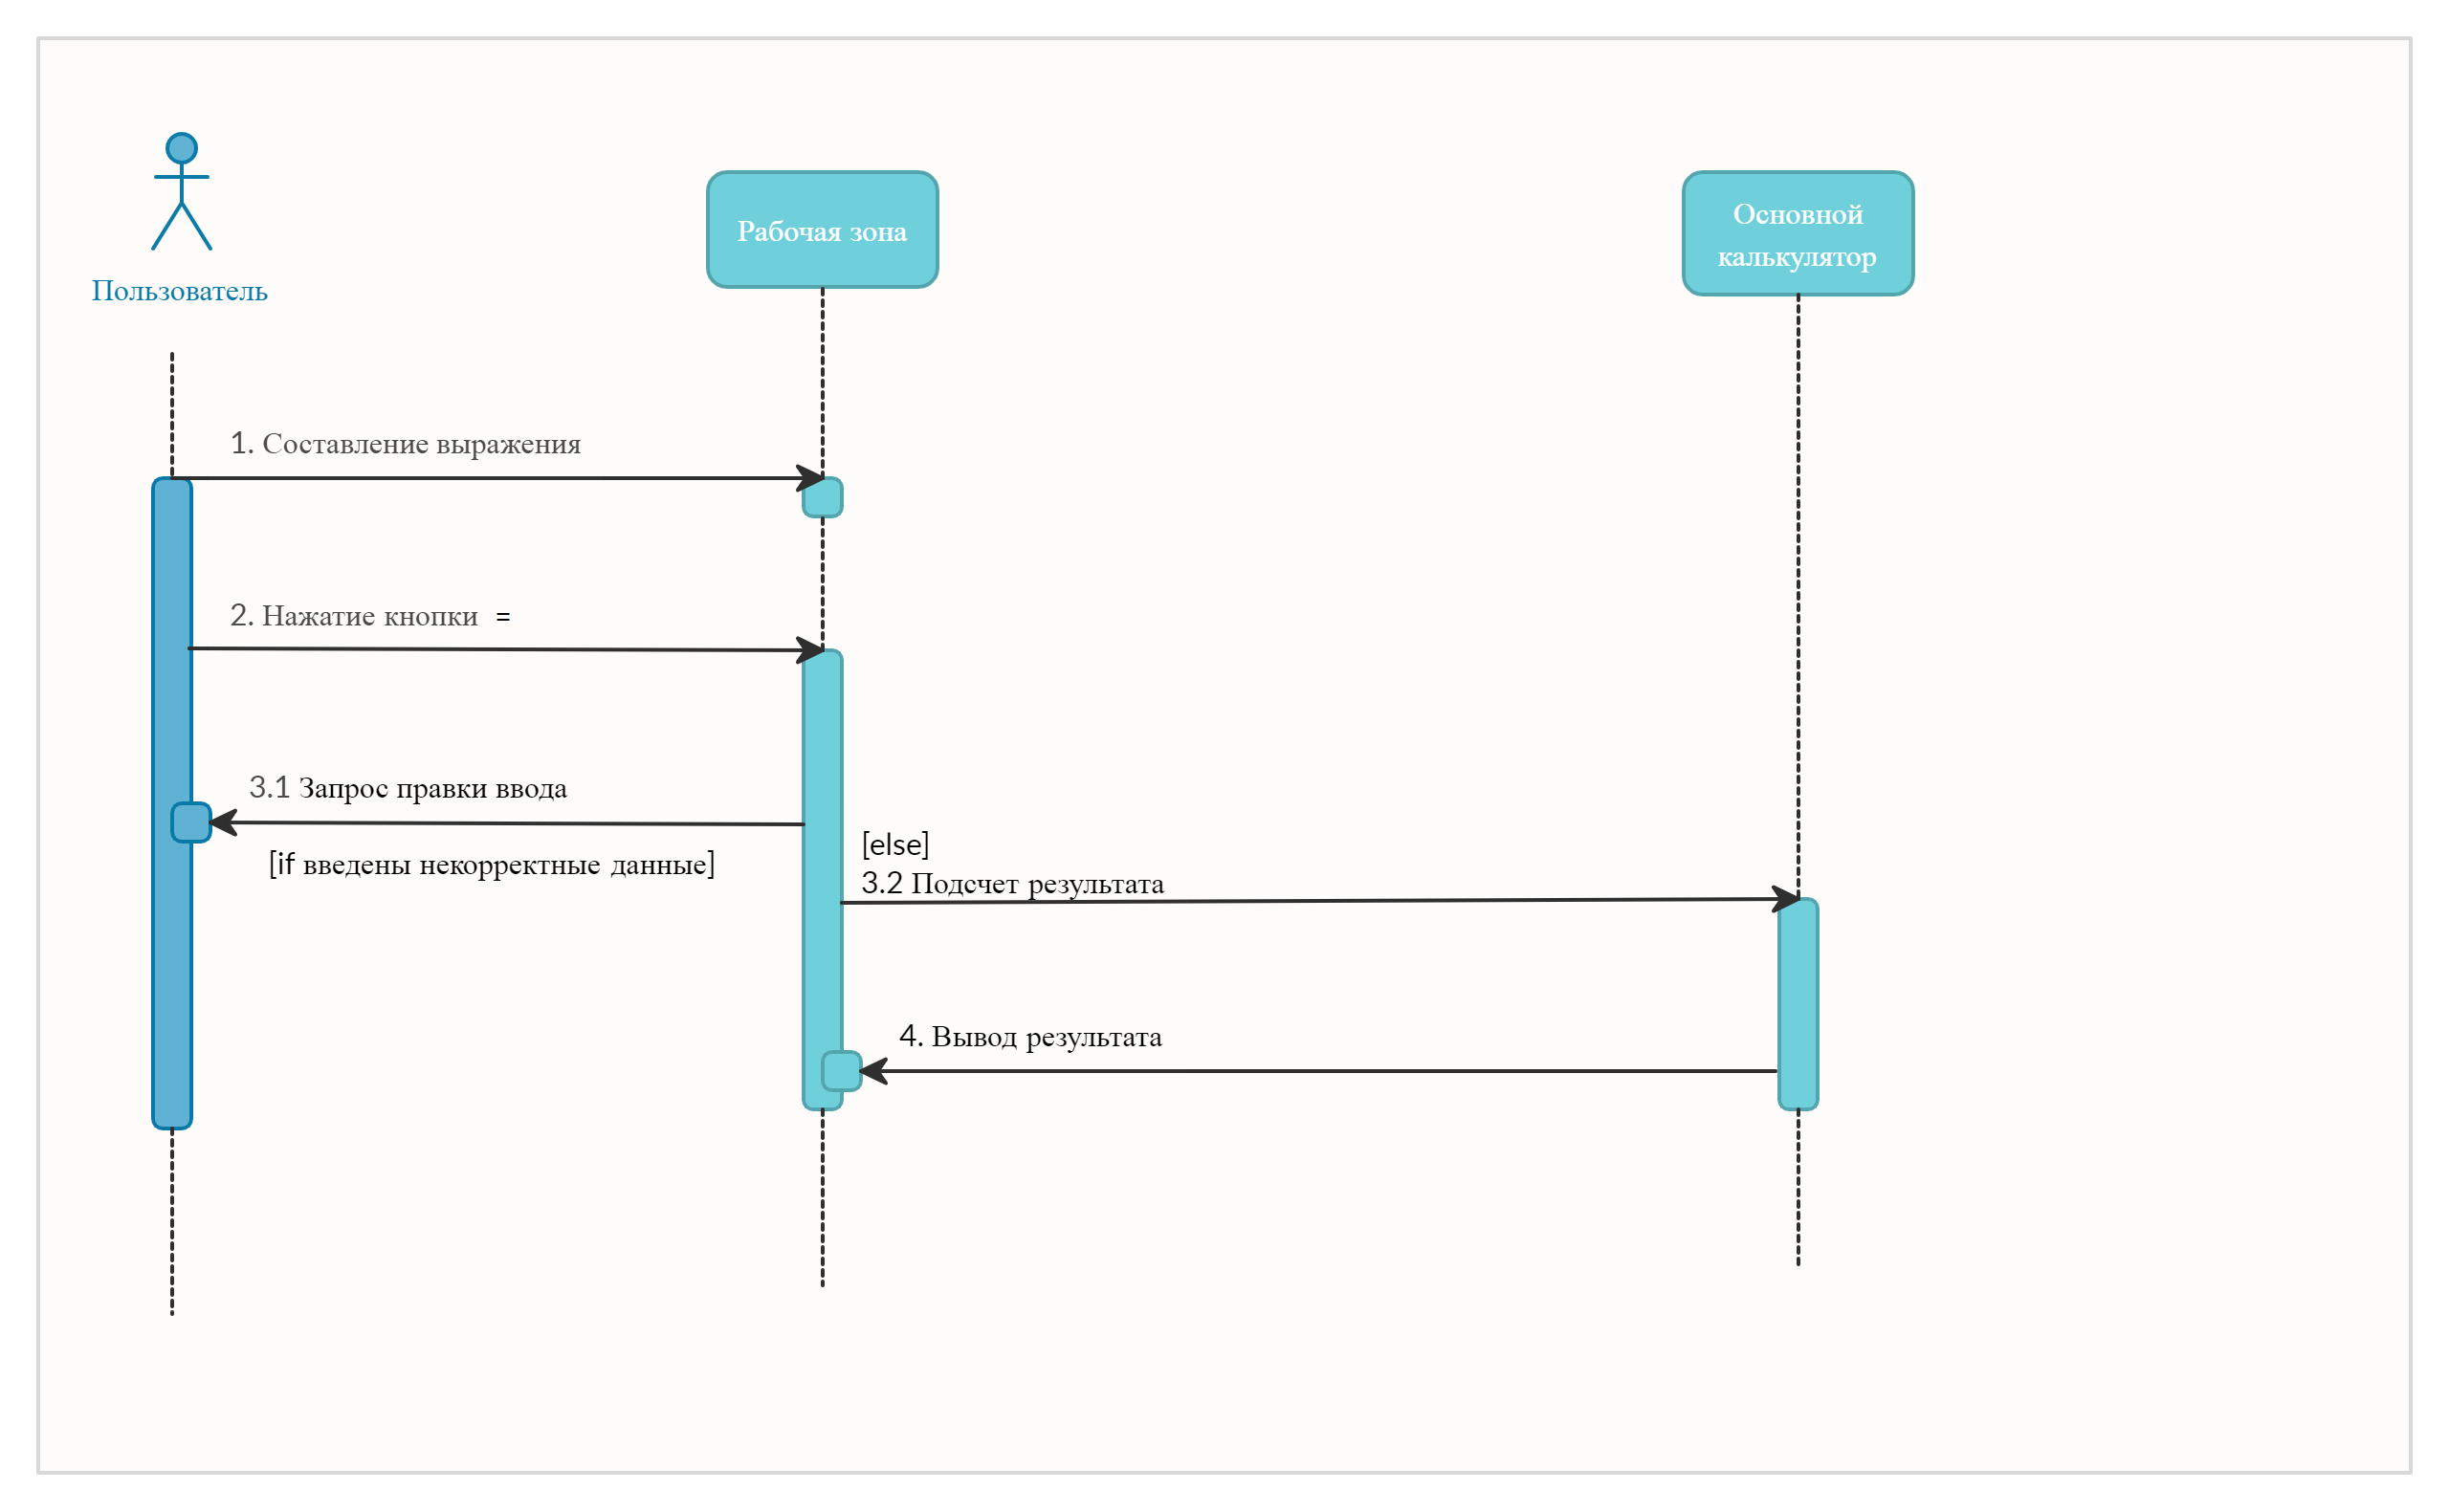 Пользователь
Рабочая зона
Основной
калькулятор
1. Составление выражения
2. Нажатие кнопки =
3.1 Запрос правки ввода
[if введены некорректные данные]
[else]
3.2 Подсчет результата
4. Вывод результата